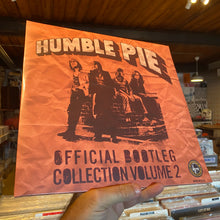 HUMBLE PIE
OFFICIAL BOOTLEG
COLLECTION VOLUME 2